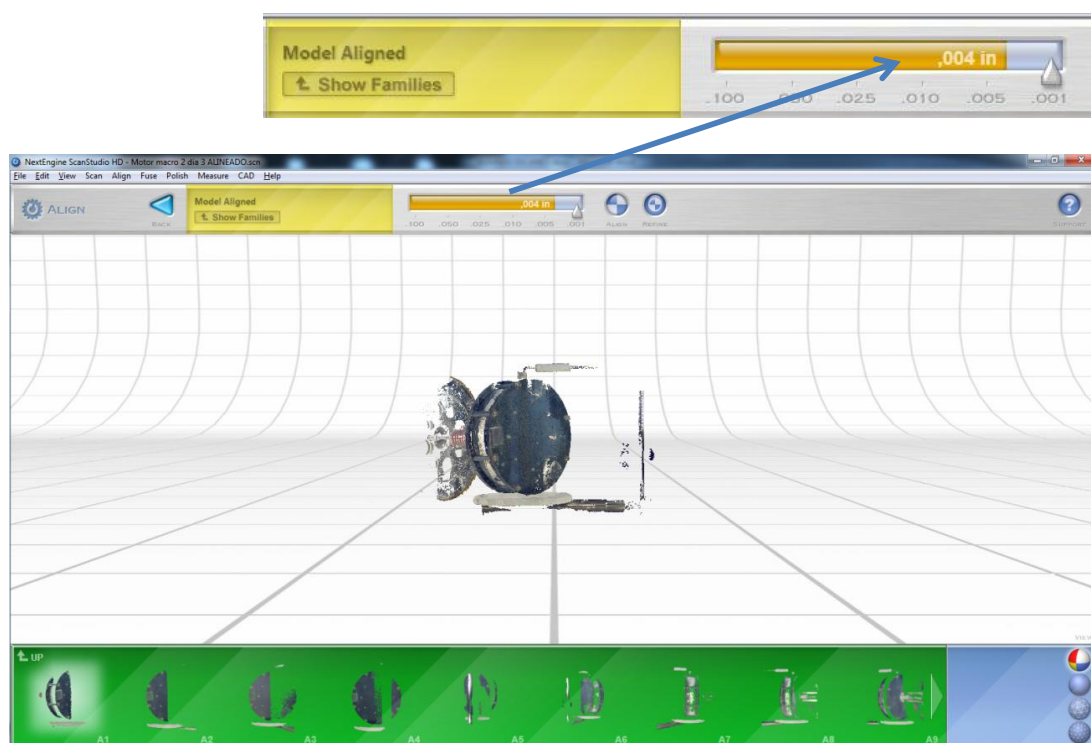 Model Aligned
Show Families
,004 in
.100 .050 .025 .010 .005 .001
NextEngine ScanStudio HD - Motor macro 2 dia 3 ALINEADO.scn
File Edit View Scan Align Fuse Polish Measure CAD Help
ALIGN
BACK
Model Aligned
Show Families
,004 in
.100 .050 .025 .010 .005 .001
ALIGN REFINE
SUPPORT
VIEW
UP
A1 A2 A3 A4 A5 A6 A7 A8 A9